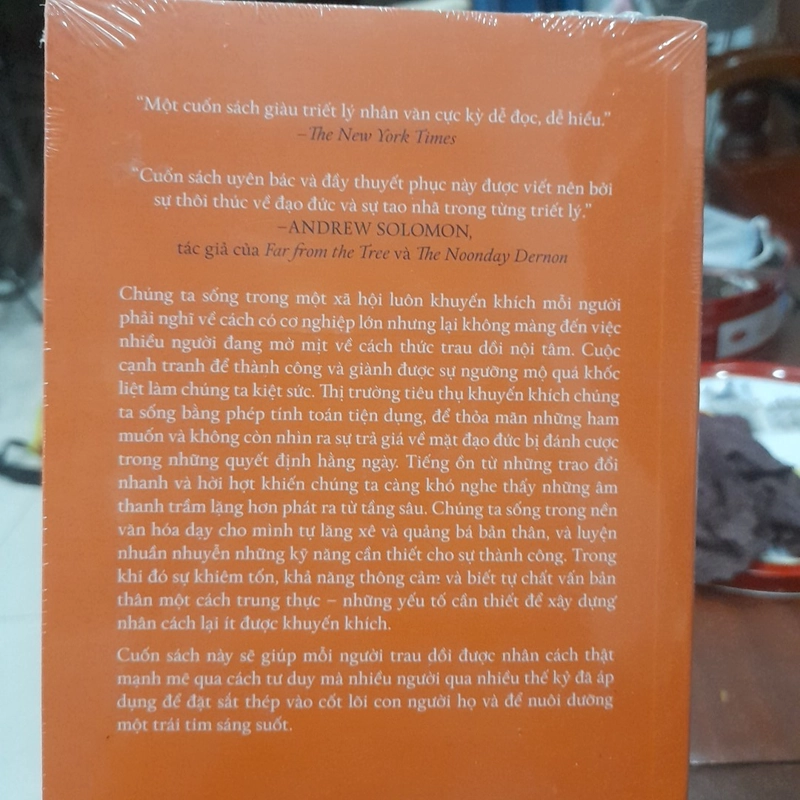 “Một cuốn sách giàu triết lý nhân văn cực kỳ dễ đọc, dễ hiểu.”
–The New York Times
“Cuốn sách uyên bác và đầy thuyết phục này được viết nên bởi
sự thôi thúc về đạo đức và sự tao nhã trong từng triết lý.”
–ANDREW SOLOMON,
tác giả của Far from the Tree và The Noonday Dernon
Chúng ta sống trong một xã hội luôn khuyến khích mỗi người
phải nghĩ về cách có cơ nghiệp lớn nhưng lại không màng đến việc
nhiều người đang mờ mịt về cách thức trau dồi nội tâm. Cuộc
cạnh tranh để thành công và giành được sự ngưỡng mộ quá khốc
liệt làm chúng ta kiệt sức. Thị trường tiêu thụ khuyến khích chúng
ta sống bằng phép tính toán tiện dụng, để thỏa mãn những ham
muốn và không còn nhìn ra sự trả giá về mặt đạo đức bị đánh cược
trong những quyết định hằng ngày. Tiếng ồn từ những trao đổi
nhanh và hời hợt khiến chúng ta càng khó nghe thấy những âm
thanh trầm lặng hơn phát ra từ tầng sâu. Chúng ta sống trong nền
văn hóa dạy cho mình tự lăng xê và quảng bá bản thân, và luyện
nhuần nhuyễn những kỹ năng cần thiết cho sự thành công. Trong
khi đó sự khiêm tốn, khả năng thông cảm và biết tự chất vấn bản
thân một cách trung thực – những yếu tố cần thiết để xây dựng
nhân cách lại ít được khuyến khích.
Cuốn sách này sẽ giúp mỗi người trau dồi được nhân cách thật
mạnh mẽ qua cách tư duy mà nhiều người qua nhiều thế kỷ đã áp
dụng để đặt sắt thép vào cốt lõi con người họ và để nuôi dưỡng
một trái tim sáng suốt.